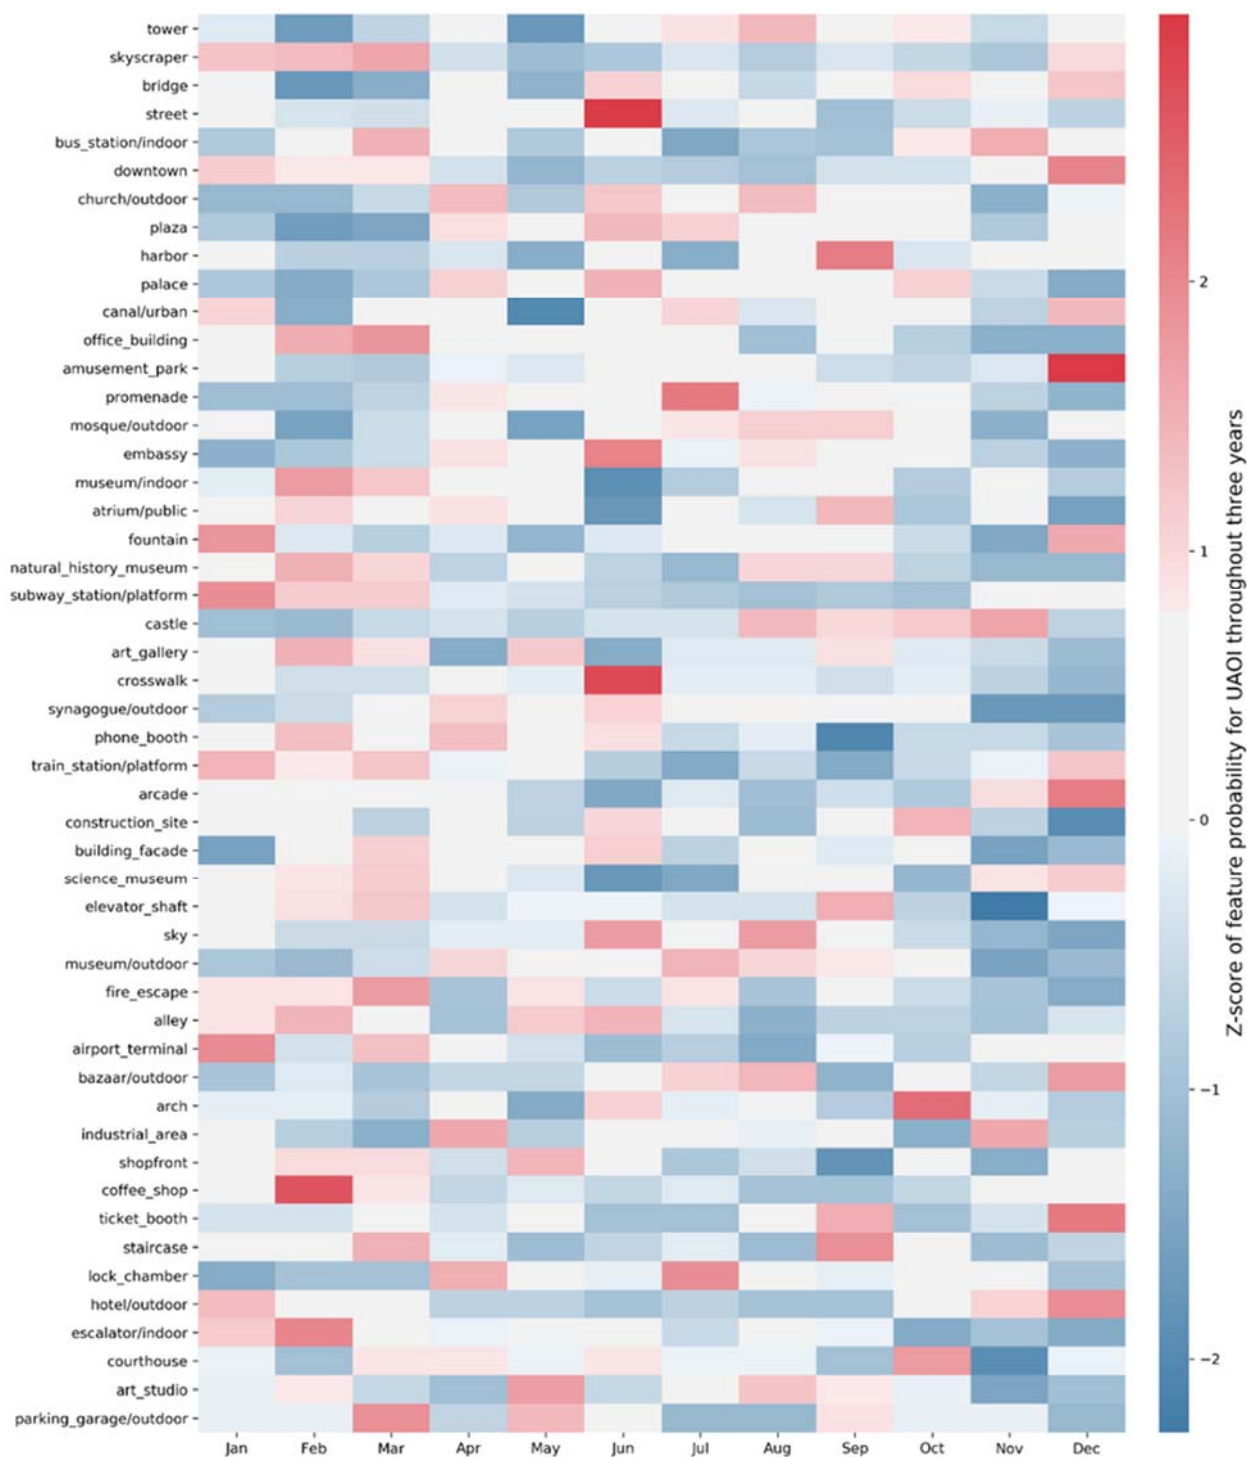 tower
skyscraper
bridge
street
bus_station/indoor
downtown
church/outdoor
plaza
harbor
palace
canal/urban
office_building
amusement_park
promenade
mosque/outdoor
embassy
museum/indoor
atrium/public
fountain
natural_history_museum
subway_station/platform
castle
art_gallery
crosswalk
synagogue/outdoor
phone_booth
train_station/platform
arcade
construction_site
building_facade
science_museum
elevator_shaft
sky
museum/outdoor
fire_escape
alley
airport_terminal
bazaar/outdoor
arch
industrial_area
shopfront
coffee_shop
ticket_booth
staircase
lock_chamber
hotel/outdoor
escalator/indoor
courthouse
art_studio
parking_garage/outdoor
Jan Feb Mar Apr May Jun Jul Aug Sep Oct Nov Dec
2
1
0
−1
−2
Z-score of feature probability for UAOI throughout three years